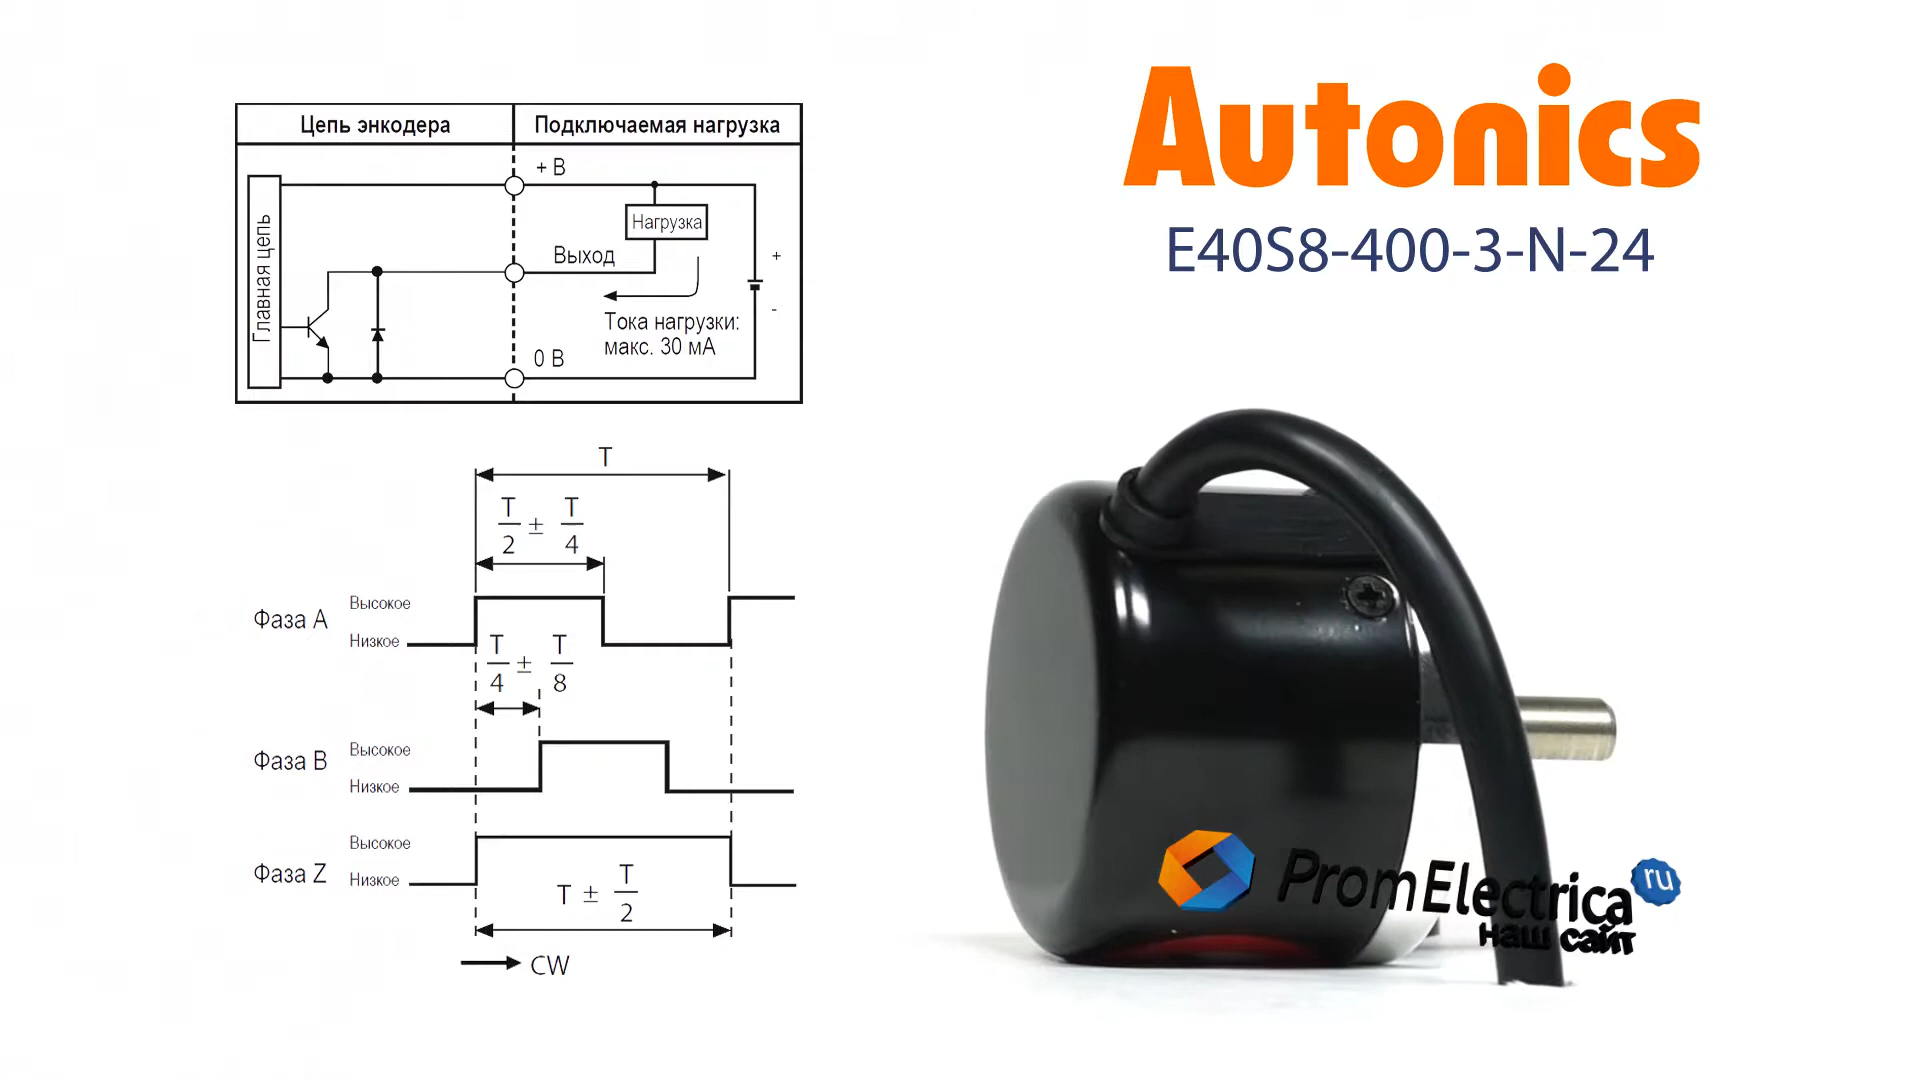 Autonics
E40S8-400-3-N-24
Цепь энкодера
Подключаемая нагрузка
+ В
Нагрузка
Главная цепь
Выход
+
-
Тока нагрузки:
макс. 30 мА
0 В
T
T/2 ± T/4
Фаза A
Высокое
Низкое
T/4 ± T/8
Фаза B
Высокое
Низкое
Фаза Z
Высокое
Низкое
T ± T/2
CW
PromElectrica ru
наш сайт